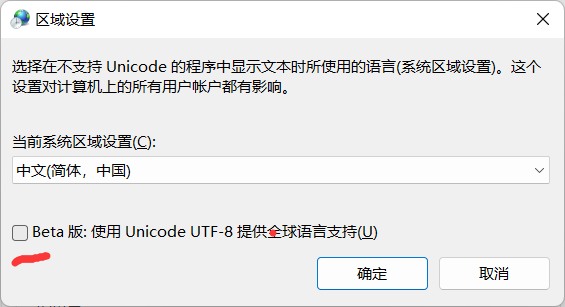 区域设置
选择在不支持 Unicode 的程序中显示文本时所使用的语言(系统区域设置)。这个
设置对计算机上的所有用户帐户都有影响。
当前系统区域设置(C):
中文(简体，中国)
Beta 版: 使用 Unicode UTF-8 提供全球语言支持(U)
确定
取消